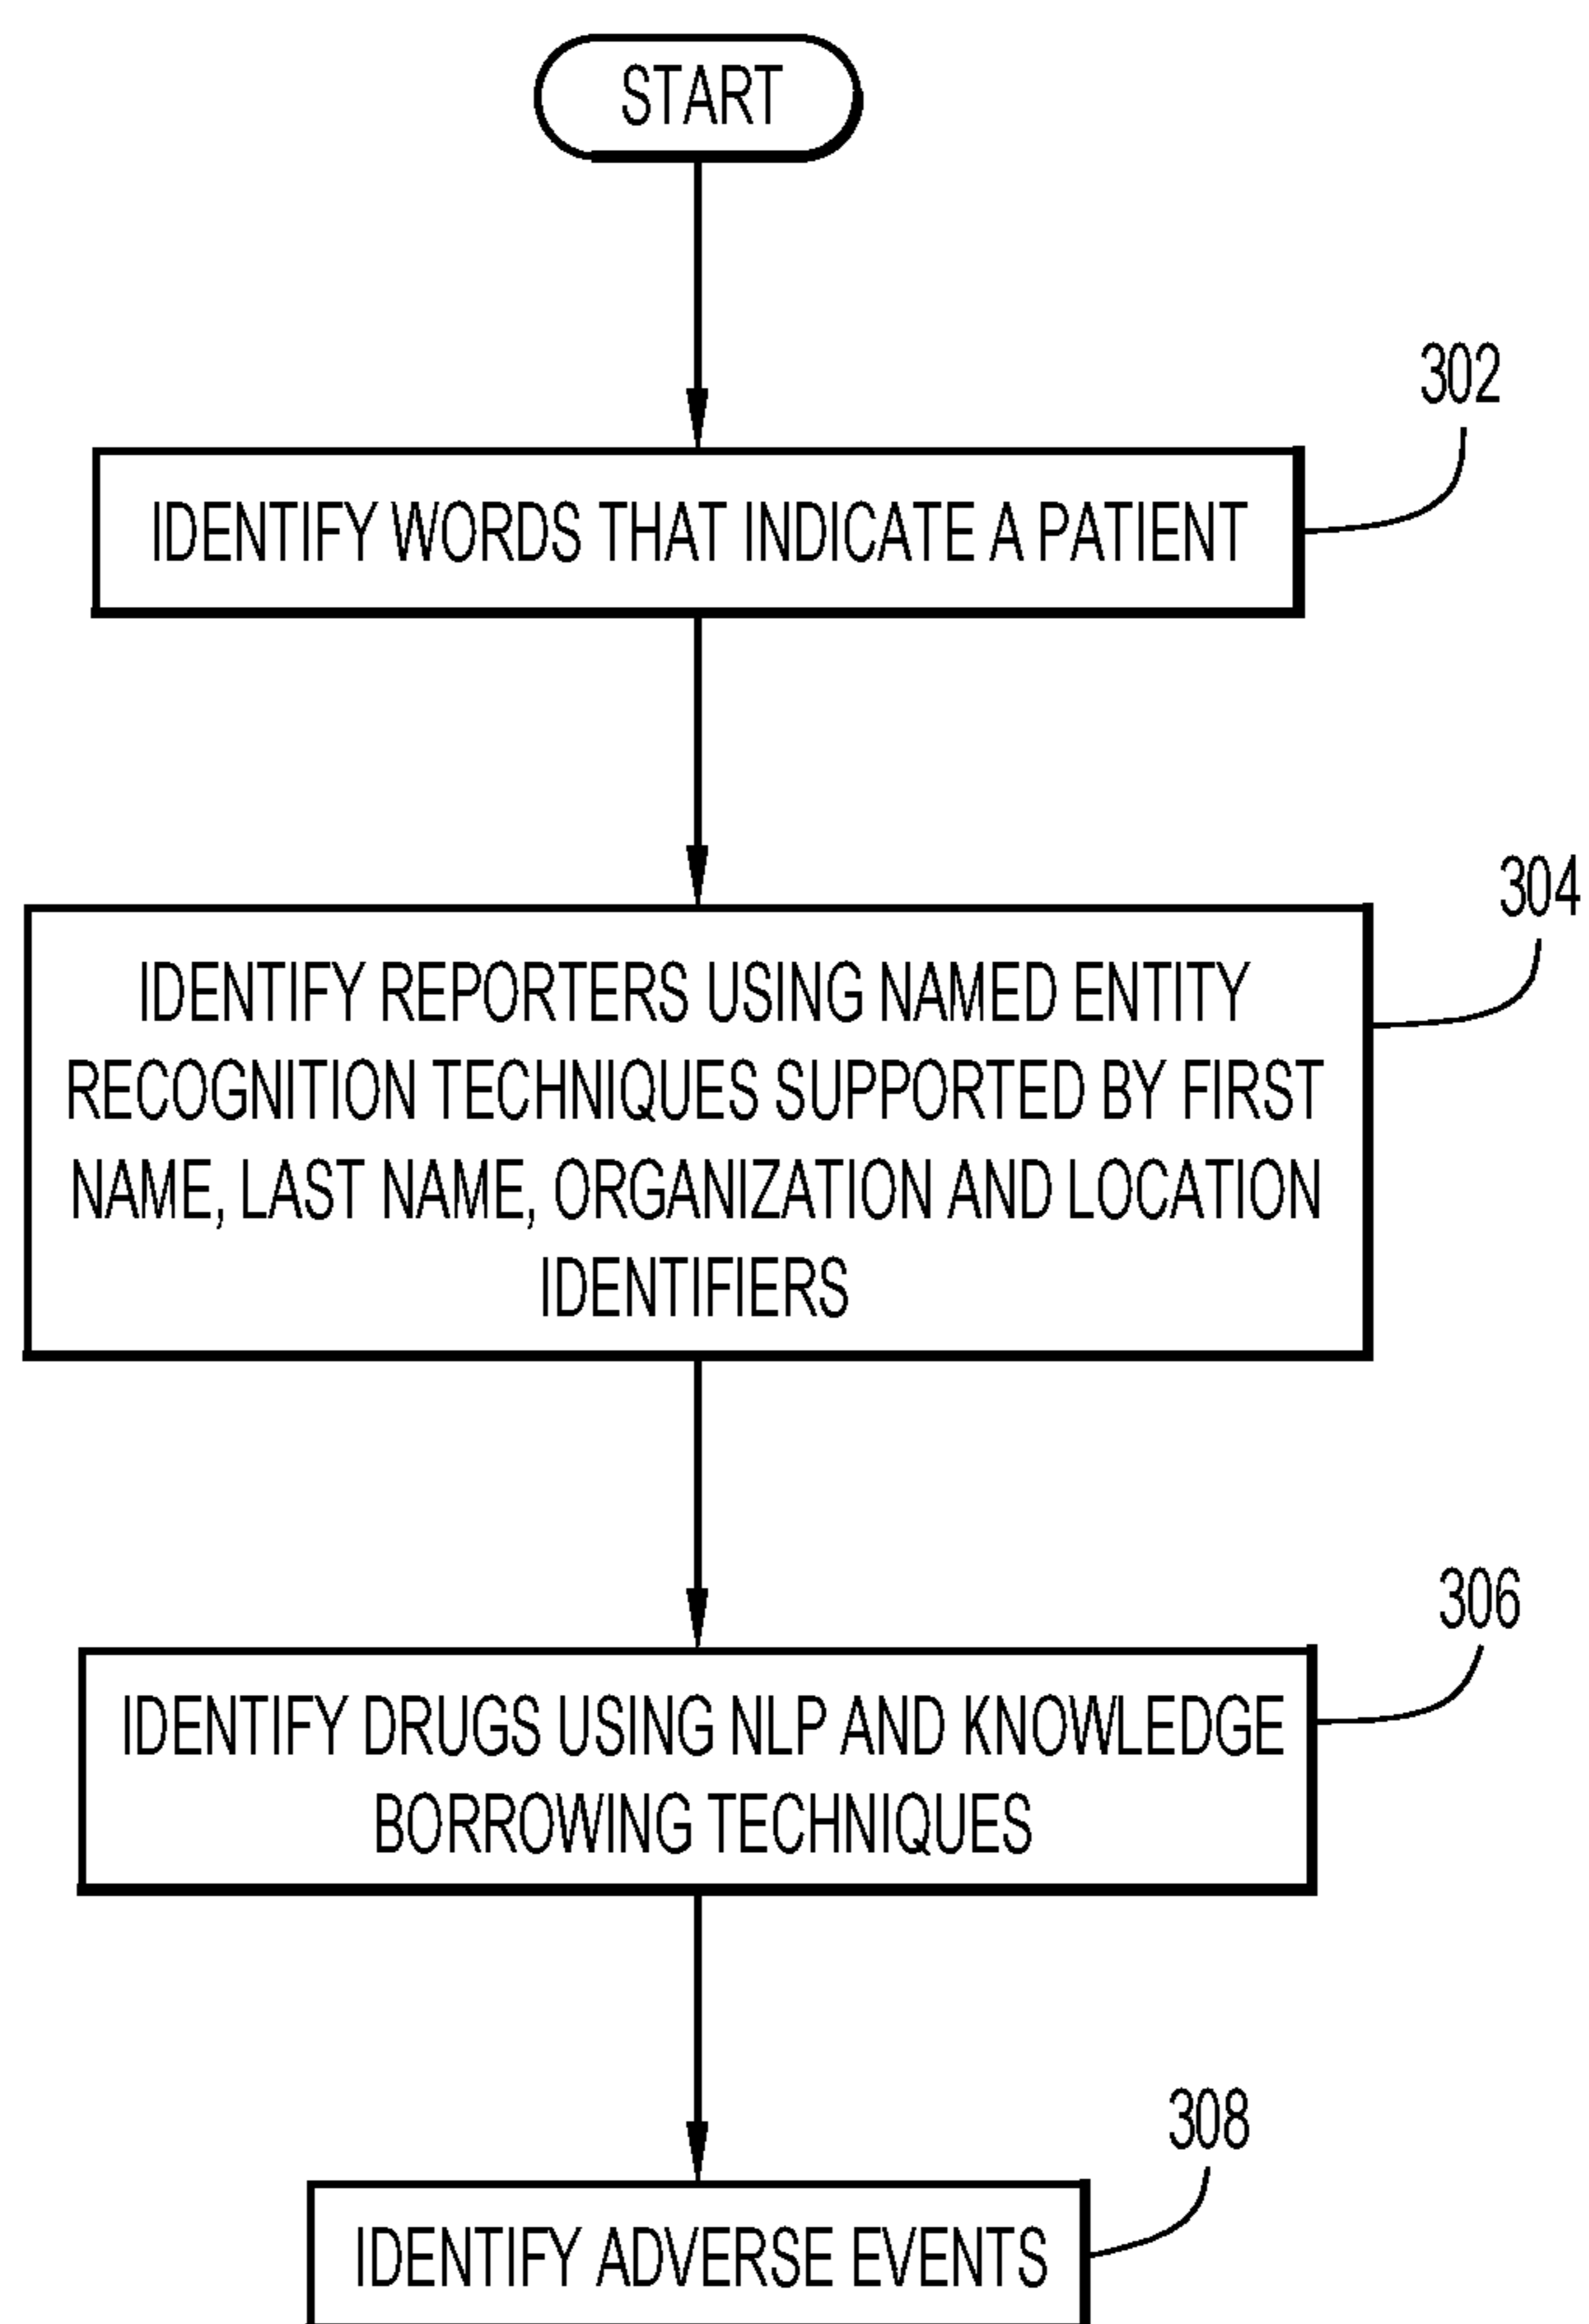 START
302
IDENTIFY WORDS THAT INDICATE A PATIENT
304
IDENTIFY REPORTERS USING NAMED ENTITY
RECOGNITION TECHNIQUES SUPPORTED BY FIRST
NAME, LAST NAME, ORGANIZATION AND LOCATION
IDENTIFIERS
306
IDENTIFY DRUGS USING NLP AND KNOWLEDGE
BORROWING TECHNIQUES
308
IDENTIFY ADVERSE EVENTS